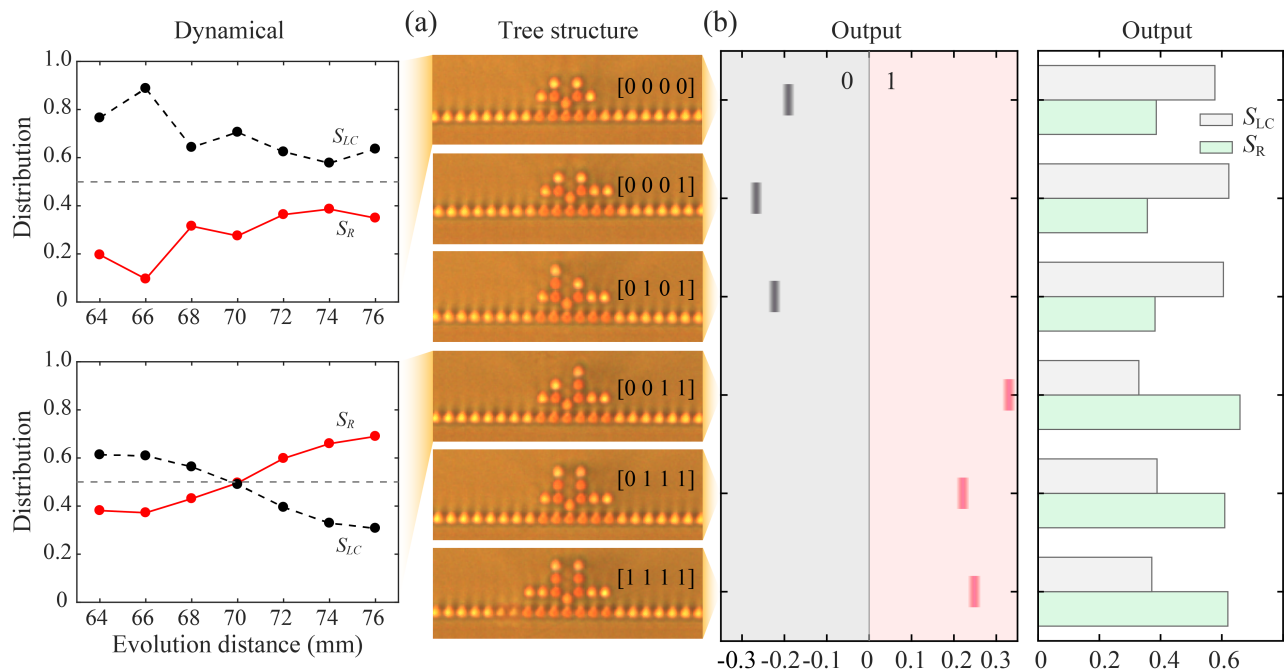 Dynamical
(a)
Tree structure
(b)
Output
Output
Distribution
1.0
0.8
0.6
0.4
0.2
0
S_LC
S_R
64 66 68 70 72 74 76
Distribution
1.0
0.8
0.6
0.4
0.2
0
S_R
S_LC
64 66 68 70 72 74 76
Evolution distance (mm)
[0 0 0 0]
[0 0 0 1]
[0 1 0 1]
[0 0 1 1]
[0 1 1 1]
[1 1 1 1]
0 1
-0.3 -0.2 -0.1 0 0.1 0.2 0.3
S_LC
S_R
0 0.2 0.4 0.6